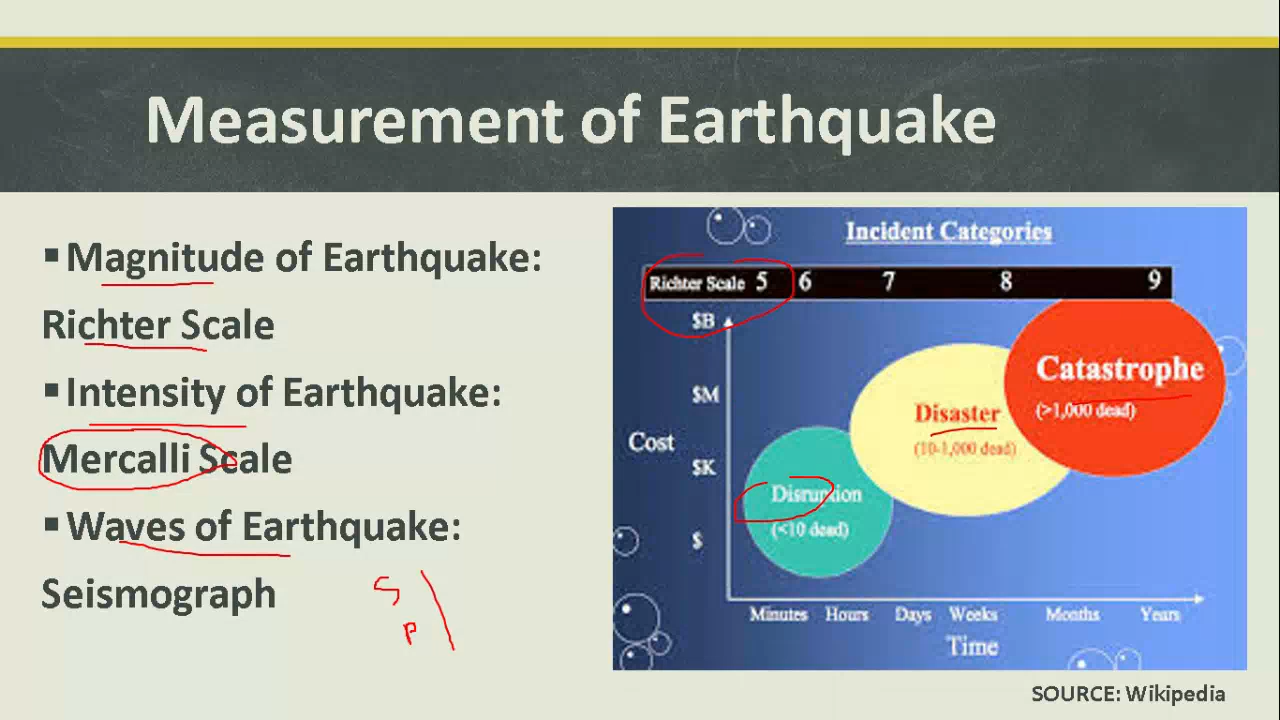 Measurement of Earthquake
▪Magnitude of Earthquake:
Richter Scale
▪Intensity of Earthquake:
Mercalli Scale
▪Waves of Earthquake:
Seismograph
S
P
Incident Categories
Richter Scale 5 6 7 8 9
$B
$M
Cost
$K
$
Catastrophe
(>1,000 dead)
Disaster
(10-1,000 dead)
Disruption
(<10 dead)
Minutes Hours Days Weeks Months Years
Time
SOURCE: Wikipedia